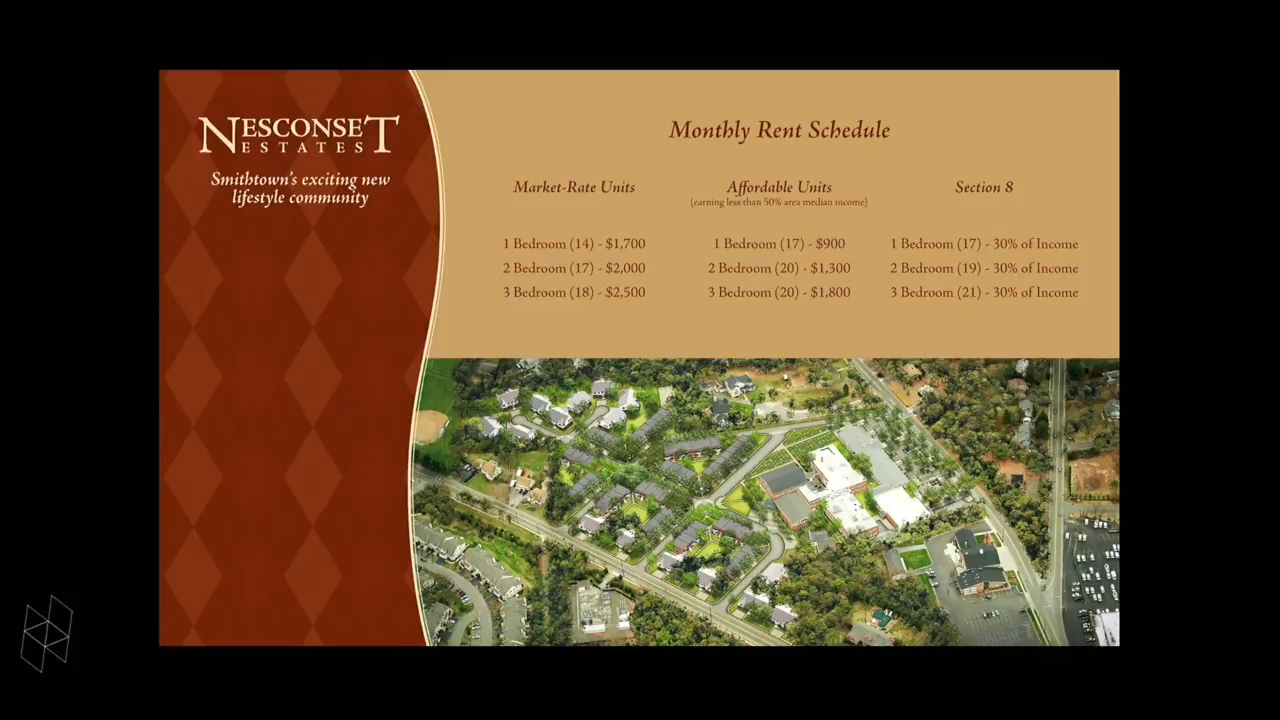 NESCONSET
ESTATES
Smithtown's exciting new
lifestyle community
Monthly Rent Schedule
Market-Rate Units
1 Bedroom (14) - $1,700
2 Bedroom (17) - $2,000
3 Bedroom (18) - $2,500
Affordable Units
(earning less than 50% area median income)
1 Bedroom (17) - $900
2 Bedroom (20) - $1,300
3 Bedroom (20) - $1,800
Section 8
1 Bedroom (17) - 30% of Income
2 Bedroom (19) - 30% of Income
3 Bedroom (21) - 30% of Income